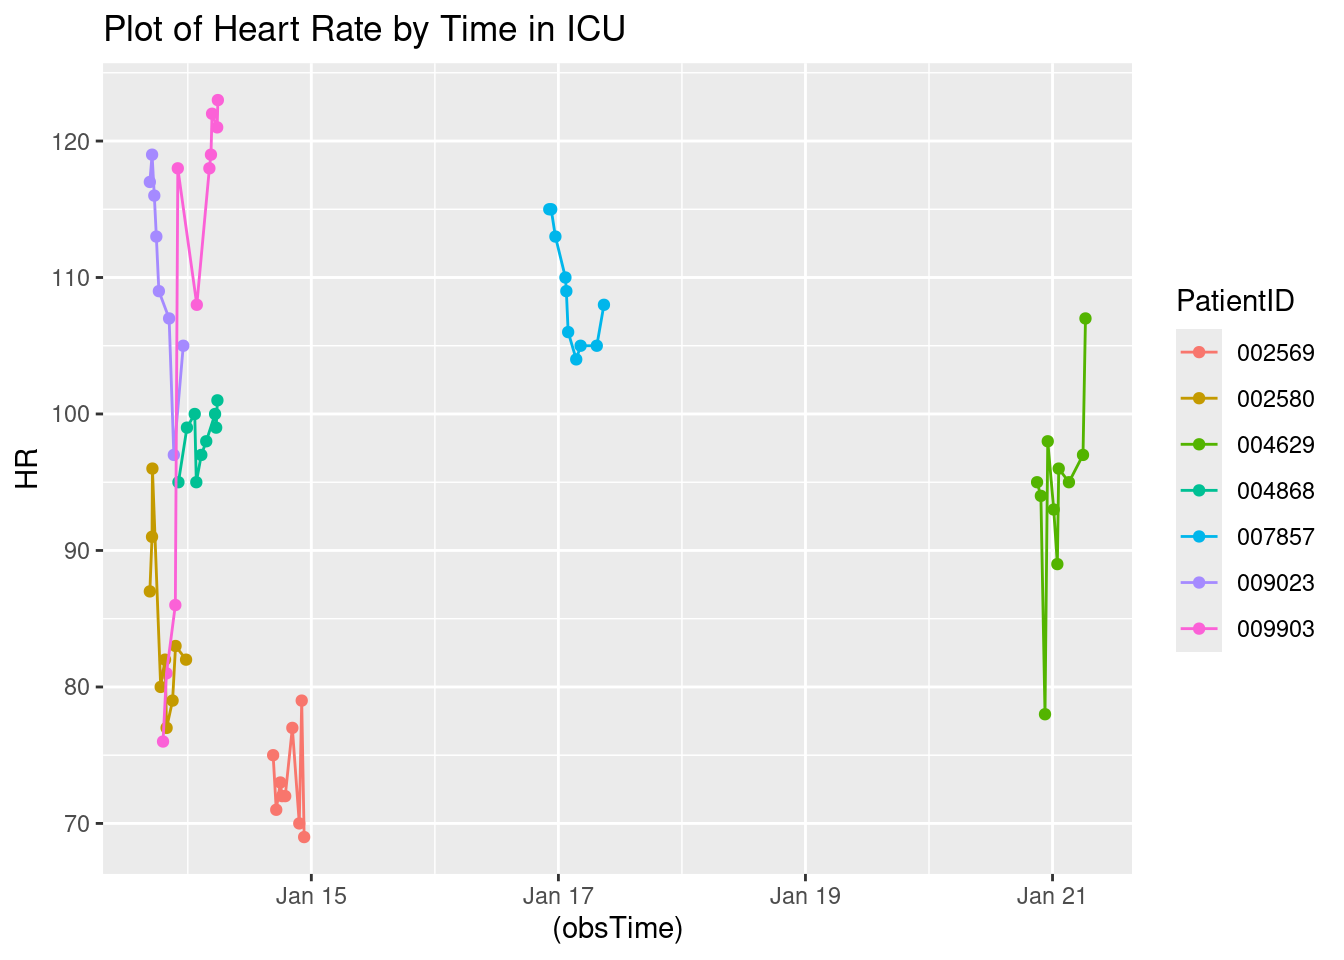 Plot of Heart Rate by Time in ICU
HR
120
110
100
90
80
70
Jan 15
Jan 17
Jan 19
Jan 21
(obsTime)
PatientID
002569
002580
004629
004868
007857
009023
009903